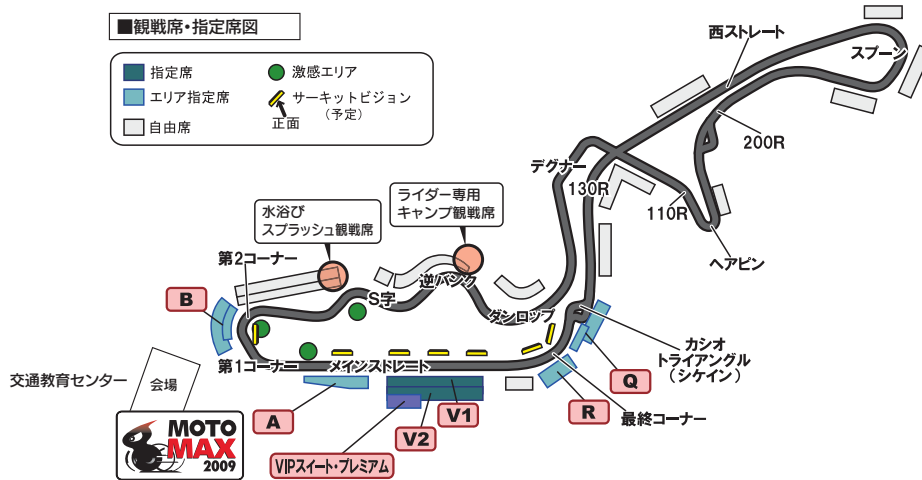 ■観戦席・指定席図
指定席
エリア指定席
自由席
激感エリア
サーキットビジョン
(予定)
正面
西ストレート
スプーン
200R
デグナー
130R
110R
ヘアピン
ライダー専用
キャンプ観戦席
水浴び
スプラッシュ観戦席
第2コーナー
逆バンク
S字
ダンロップ
B
カシオ
トライアングル
(シケイン)
第1コーナー
メインストレート
Q
交通教育センター
会場
A
V1
R
最終コーナー
V2
VIPスイート・プレミアム
MOTO
MAX
2009